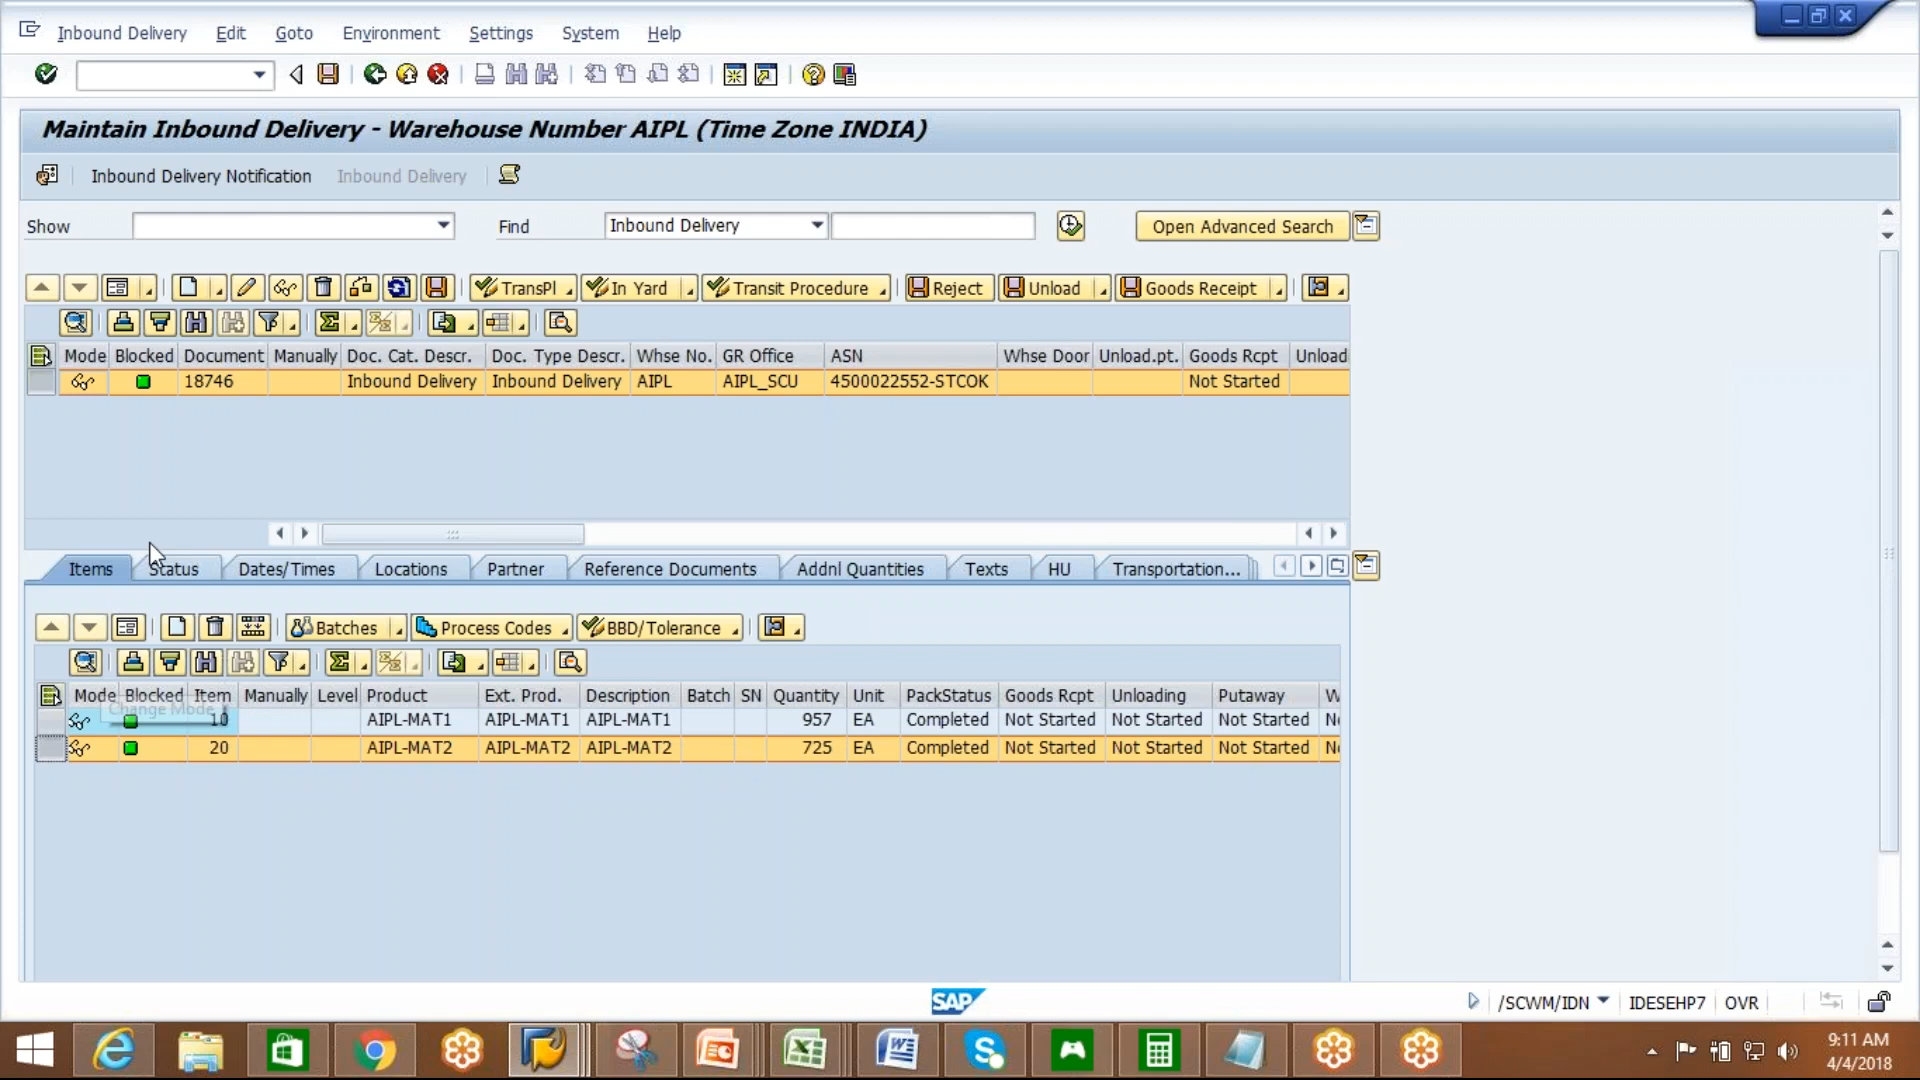 Inbound Delivery Edit Goto Environment Settings System Help
Maintain Inbound Delivery - Warehouse Number AIPL (Time Zone INDIA)
Inbound Delivery Notification Inbound Delivery
Show Find Inbound Delivery Open Advanced Search
TransPl In Yard Transit Procedure Reject Unload Goods Receipt
Mode Blocked Document Manually Doc. Cat. Descr. Doc. Type Descr. Whse No. GR Office ASN Whse Door Unload.pt. Goods Rcpt Unload
18746 Inbound Delivery Inbound Delivery AIPL AIPL_SCU 4500022552-STCOK Not Started
Items Status Dates/Times Locations Partner Reference Documents Addnl Quantities Texts HU Transportation...
Batches Process Codes BBD/Tolerance
Mode Blocked Item Manually Level Product Ext. Prod. Description Batch SN Quantity Unit PackStatus Goods Rcpt Unloading Putaway W
Change Mode
10 AIPL-MAT1 AIPL-MAT1 AIPL-MAT1 957 EA Completed Not Started Not Started Not Started N
20 AIPL-MAT2 AIPL-MAT2 AIPL-MAT2 725 EA Completed Not Started Not Started Not Started N
SAP /SCWM/IDN IDESEHP7 OVR
9:11 AM
4/4/2018